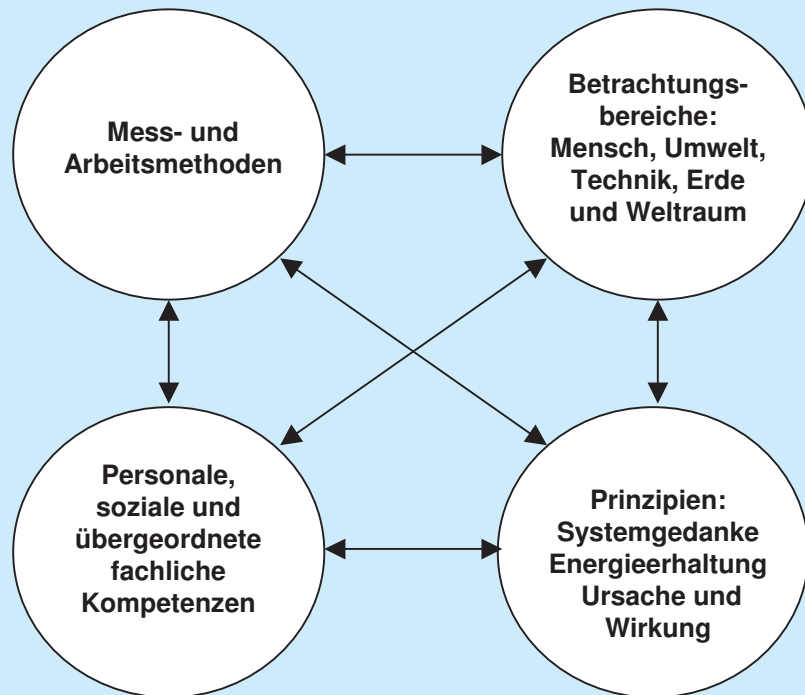 Mess- und
Arbeitsmethoden
Betrachtungs-
bereiche:
Mensch, Umwelt,
Technik, Erde
und Weltraum
Personale,
soziale und
übergeordnete
fachliche
Kompetenzen
Prinzipien:
Systemgedanke
Energieerhaltung
Ursache und
Wirkung